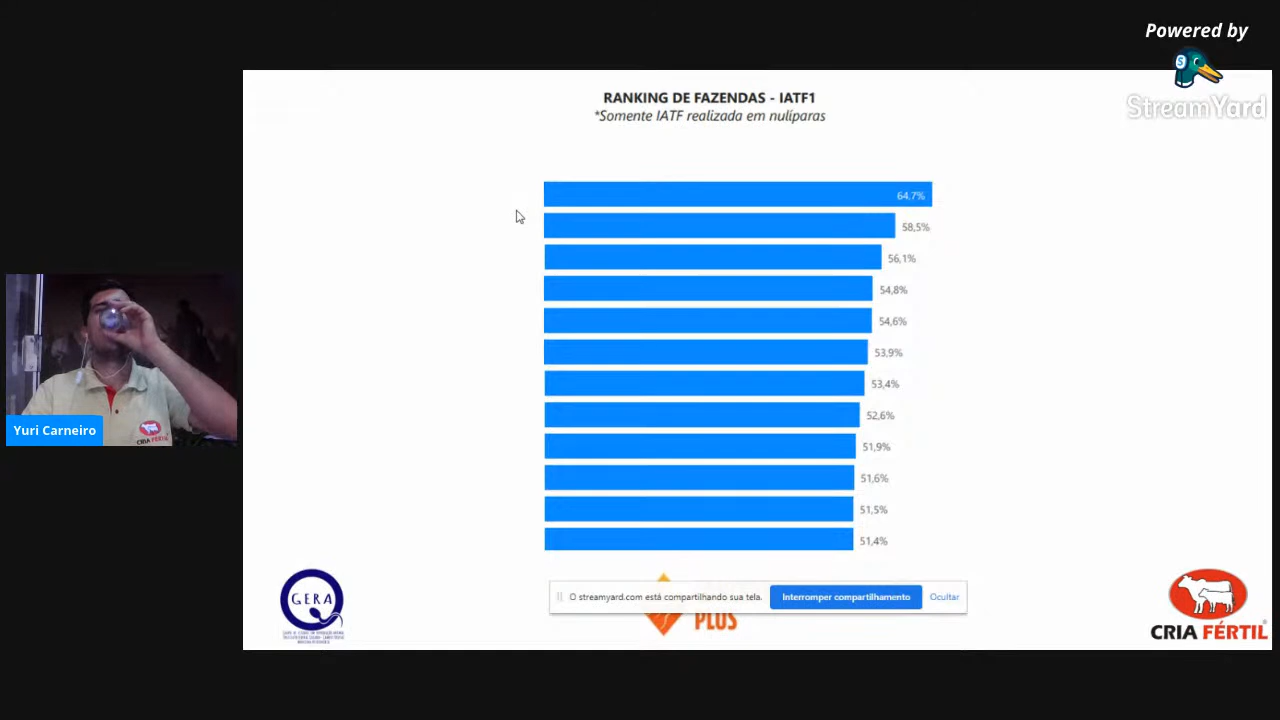 Powered by
StreamYard
RANKING DE FAZENDAS - IATF1
*Somente IATF realizada em nulíparas
64,7%
58,5%
56,1%
54,8%
54,6%
53,9%
53,4%
52,6%
51,9%
51,6%
51,5%
51,4%
Yuri Carneiro
CRIA FÉRTIL
GERA
O streamyard.com está compartilhando sua tela.
Interromper compartilhamento
Ocultar
PLUS
CRIA FÉRTIL